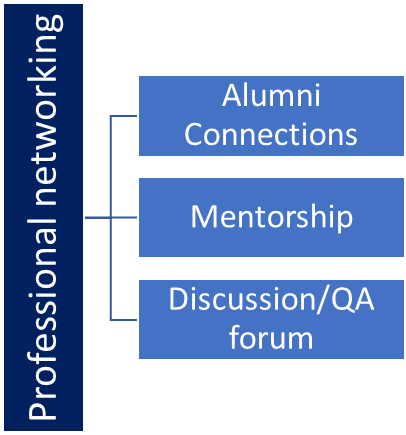 Professional networking
Alumni
Connections
Mentorship
Discussion/QA
forum